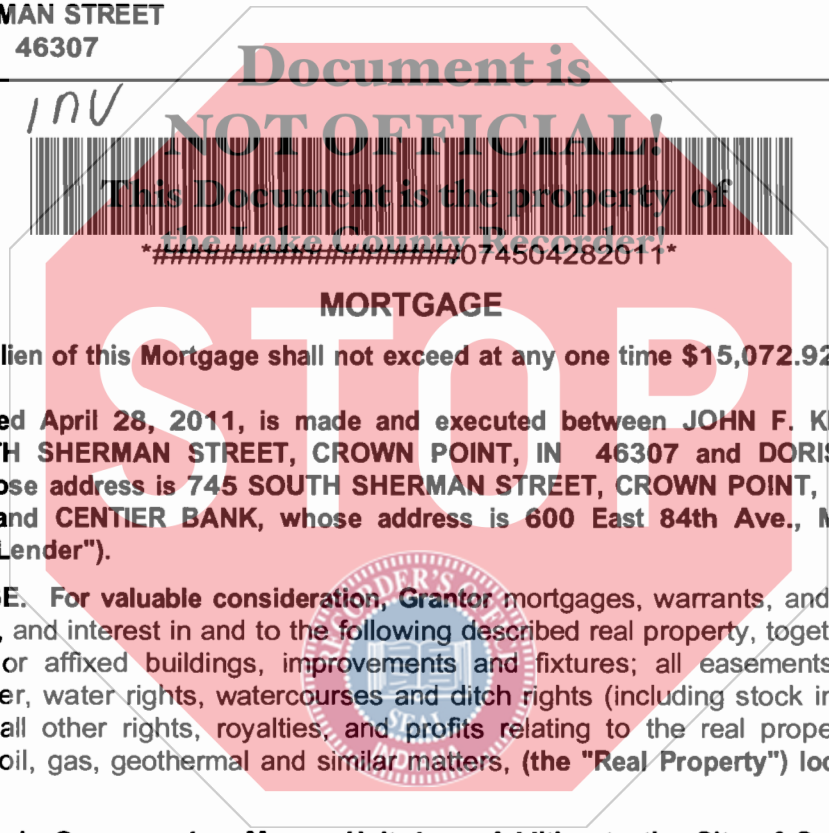 MAN STREET
46307
Document is
inv
NOT OFFICIAL!
This Document is the property of
the Lake County Recorder!
*####################074504282011*
MORTGAGE
lien of this Mortgage shall not exceed at any one time $15,072.92
ed April 28, 2011, is made and executed between JOHN F.
TH SHERMAN STREET, CROWN POINT, IN 46307 and DORIS
ose address is 745 SOUTH SHERMAN STREET, CROWN POINT,
and CENTIER BANK, whose address is 600 East 84th Ave.,
Lender").
STOP
E. For valuable consideration, Grantor mortgages, warrants, and
, and interest in and to the following described real property,
or affixed buildings, improvements and fixtures; all easements
er, water rights, watercourses and ditch rights (including stock
all other rights, royalties, and profits relating to the real
oil, gas, geothermal and similar matters, (the "Real Property")
RECORDER'S OFFICE
SEAL
INDIANA